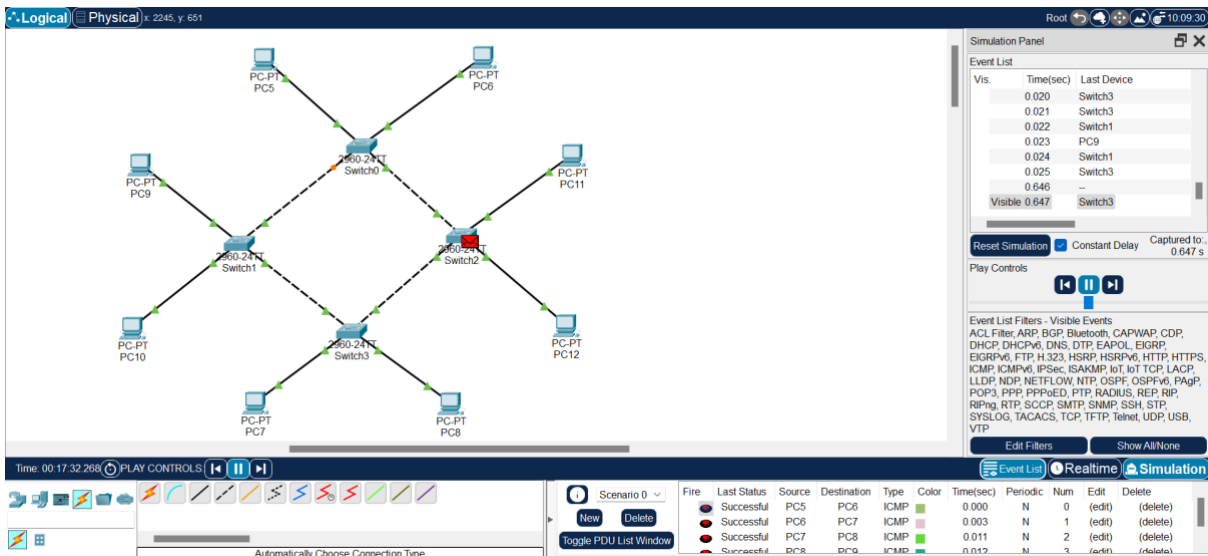 Logical Physical x: 2245, y: 651 Root 10:09:30
Simulation Panel
Event List
Vis. Time(sec) Last Device
0.020 Switch3
0.021 Switch3
0.022 Switch1
0.023 PC9
0.024 Switch1
0.025 Switch3
0.646 --
Visible 0.647 Switch3
Reset Simulation Constant Delay Captured to:,
0.647 s
Play Controls
Event List Filters - Visible Events
ACL Filter, ARP, BGP, Bluetooth, CAPWAP, CDP,
DHCP, DHCPv6, DNS, DTP, EAPOL, EIGRP,
EIGRPv6, FTP, H.323, HSRP, HSRPv6, HTTP, HTTPS,
ICMP, ICMPv6, IPSec, ISAKMP, IoT, IoT TCP, LACP,
LLDP, NDP, NETFLOW, NTP, OSPF, OSPFv6, PAgP,
POP3, PPP, PPPoED, PTP, RADIUS, REP, RIP,
RIPng, RTP, SCCP, SMTP, SNMP, SSH, STP,
SYSLOG, TACACS, TCP, TFTP, Telnet, UDP, USB,
VTP
Edit Filters Show All/None
PC-PT
PC5
PC-PT
PC6
2960-24TT
Switch0
PC-PT
PC9
PC-PT
PC11
2960-24TT
Switch1
2960-24TT
Switch2
PC-PT
PC10
2960-24TT
Switch3
PC-PT
PC12
PC-PT
PC7
PC-PT
PC8
Time: 00:17:32.268 PLAY CONTROLS: Event List Realtime Simulation
Automatically Choose Connection Type
Scenario 0
New Delete
Toggle PDU List Window
Fire Last Status Source Destination Type Color Time(sec) Periodic Num Edit Delete
Successful PC5 PC6 ICMP 0.000 N 0 (edit) (delete)
Successful PC6 PC7 ICMP 0.003 N 1 (edit) (delete)
Successful PC7 PC8 ICMP 0.011 N 2 (edit) (delete)
Successful PC8 PC9 ICMP 0.012 N 3 (edit) (delete)